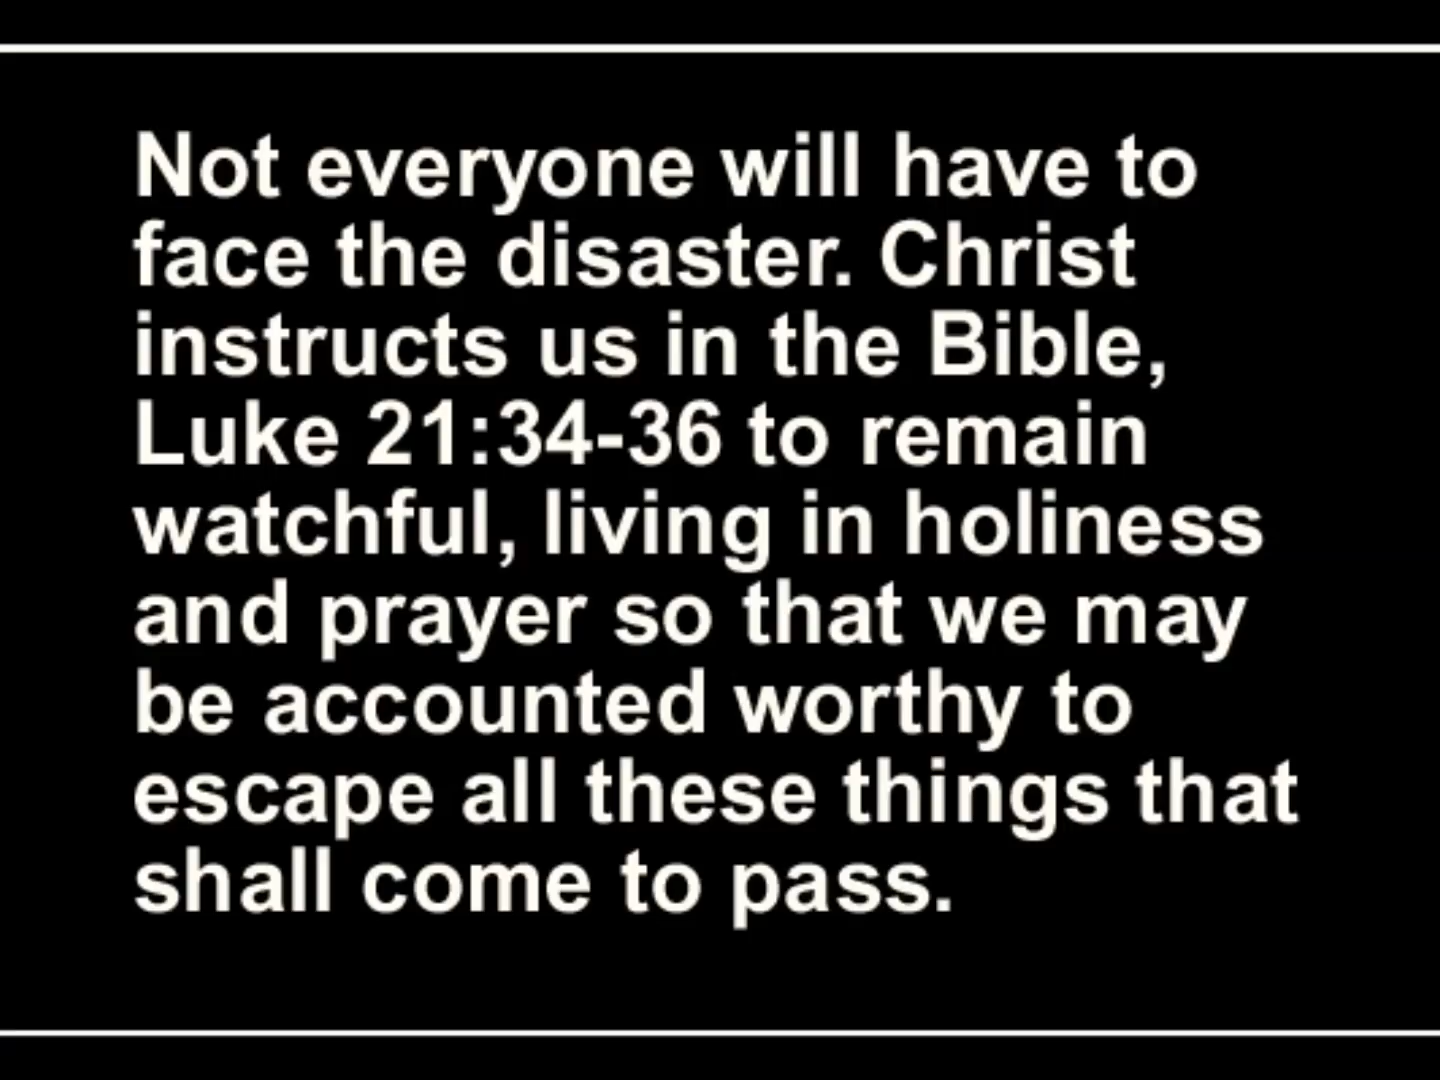 Not everyone will have to
face the disaster. Christ
instructs us in the Bible,
Luke 21:34-36 to remain
watchful, living in holiness
and prayer so that we may
be accounted worthy to
escape all these things that
shall come to pass.